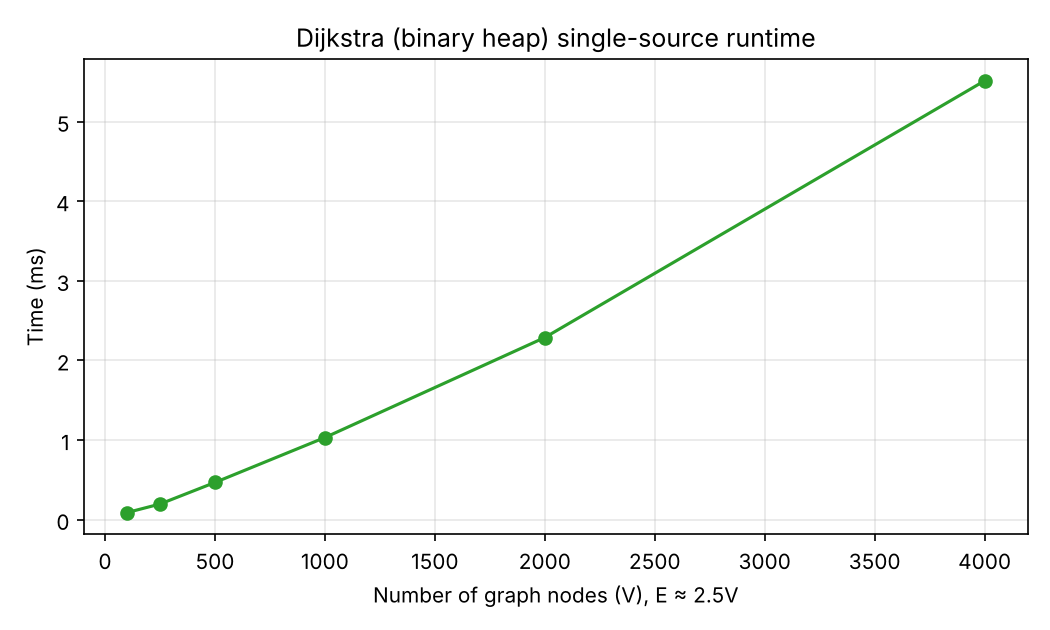 Dijkstra (binary heap) single-source runtime
5
4
3
2
1
0
Time (ms)
0 500 1000 1500 2000 2500 3000 3500 4000
Number of graph nodes (V), E ≈ 2.5V